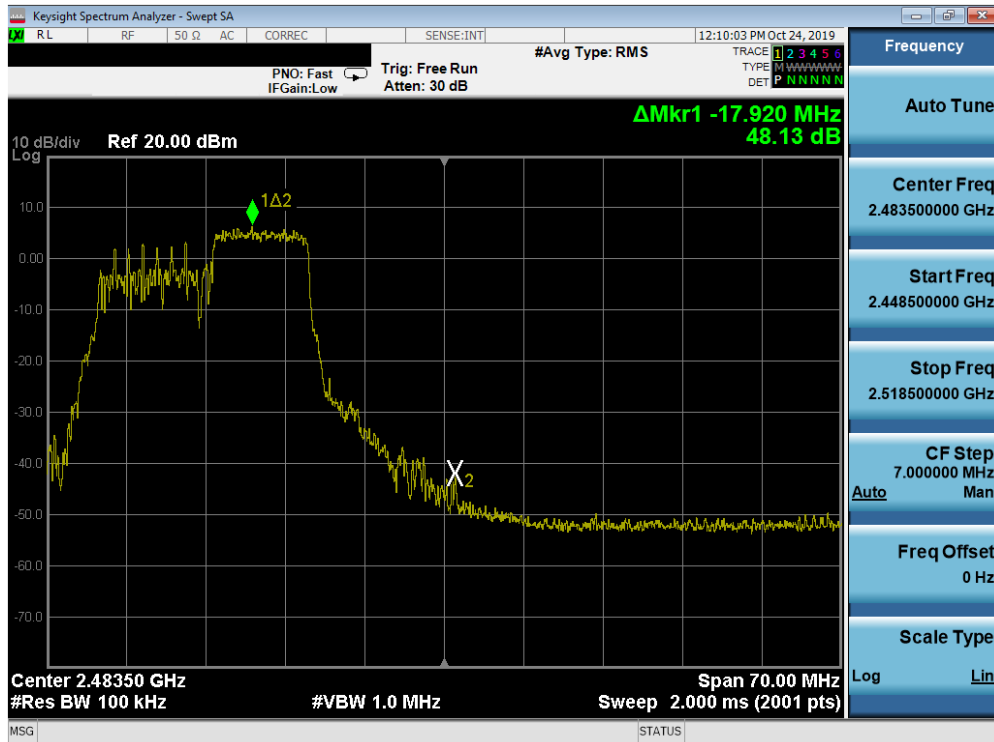 Keysight Spectrum Analyzer - Swept SA
LXI RL RF 50 Ω AC CORREC SENSE:INT 12:10:03 PM Oct 24, 2019
#Avg Type: RMS
TRACE 1 2 3 4 5 6
TYPE M WWWWW
DET P N N N N N
PNO: Fast
IFGain:Low
Trig: Free Run
Atten: 30 dB
ΔMkr1 -17.920 MHz
48.13 dB
10 dB/div Ref 20.00 dBm
Log
10.0
0.00
-10.0
-20.0
-30.0
-40.0
-50.0
-60.0
-70.0
1Δ2
X2
Center 2.48350 GHz Span 70.00 MHz
#Res BW 100 kHz #VBW 1.0 MHz Sweep 2.000 ms (2001 pts)
MSG STATUS
Frequency
Auto Tune
Center Freq
2.483500000 GHz
Start Freq
2.448500000 GHz
Stop Freq
2.518500000 GHz
CF Step
7.000000 MHz
Auto Man
Freq Offset
0 Hz
Scale Type
Log Lin